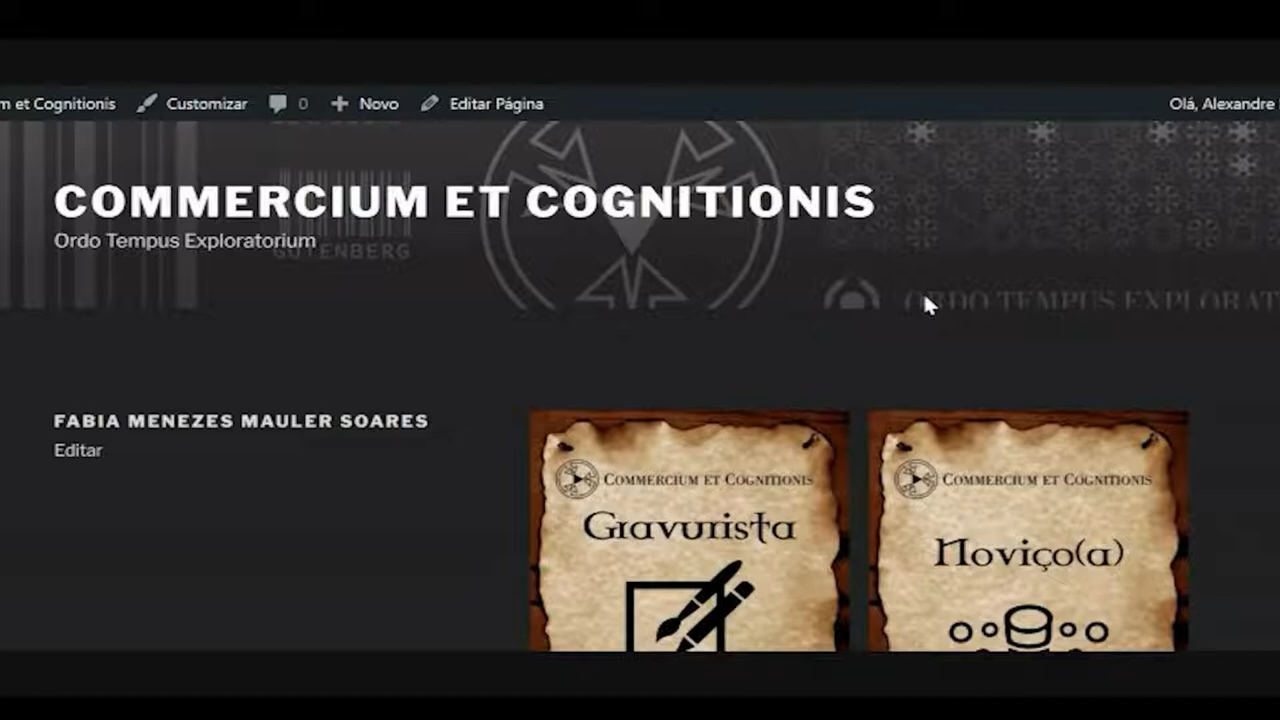 m et Cognitionis Customizar 0 Novo Editar Página Olá, Alexandre
COMMERCIUM ET COGNITIONIS
Ordo Tempus Exploratorium
GUTENBERG
ORDO TEMPUS EXPLORAT
FABIA MENEZES MAULER SOARES
Editar
COMMERCIUM ET COGNITIONIS
Gravurista
COMMERCIUM ET COGNITIONIS
Noviço(a)